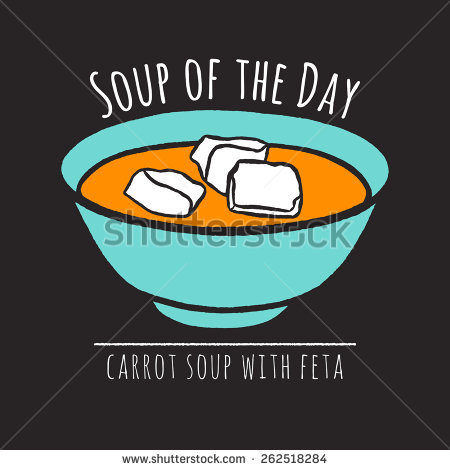 SOUP OF THE DAY
shutterstock
CARROT SOUP WITH FETA
www.shutterstock.com · 262518284